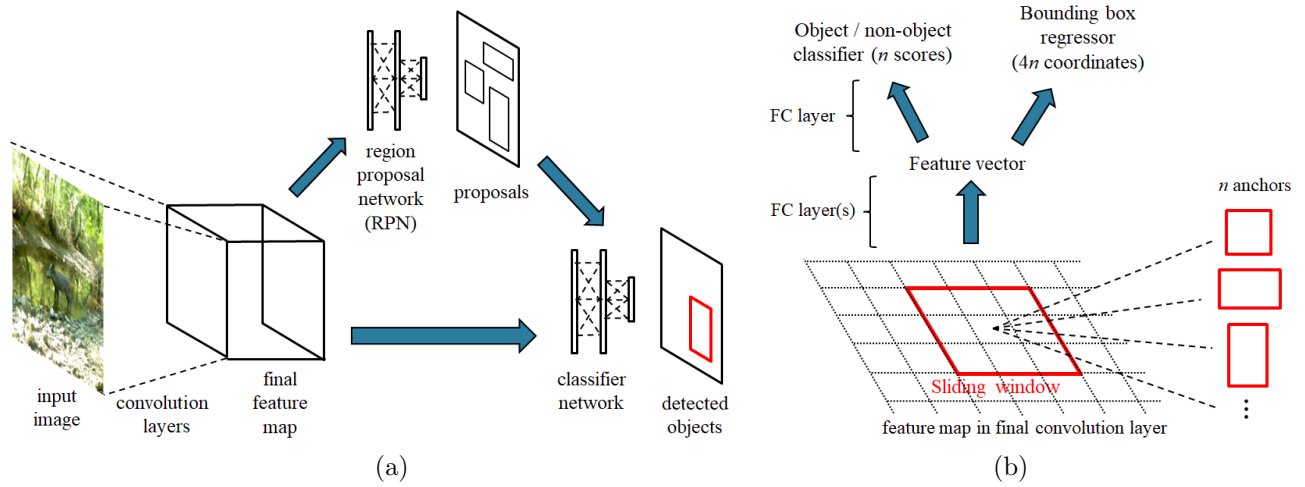 region
proposal
network
(RPN)
proposals
input
image
convolution
layers
final
feature
map
classifier
network
detected
objects
(a)
Object / non-object
classifier (n scores)
Bounding box
regressor
(4n coordinates)
FC layer
Feature vector
FC layer(s)
n anchors
Sliding window
feature map in final convolution layer
(b)